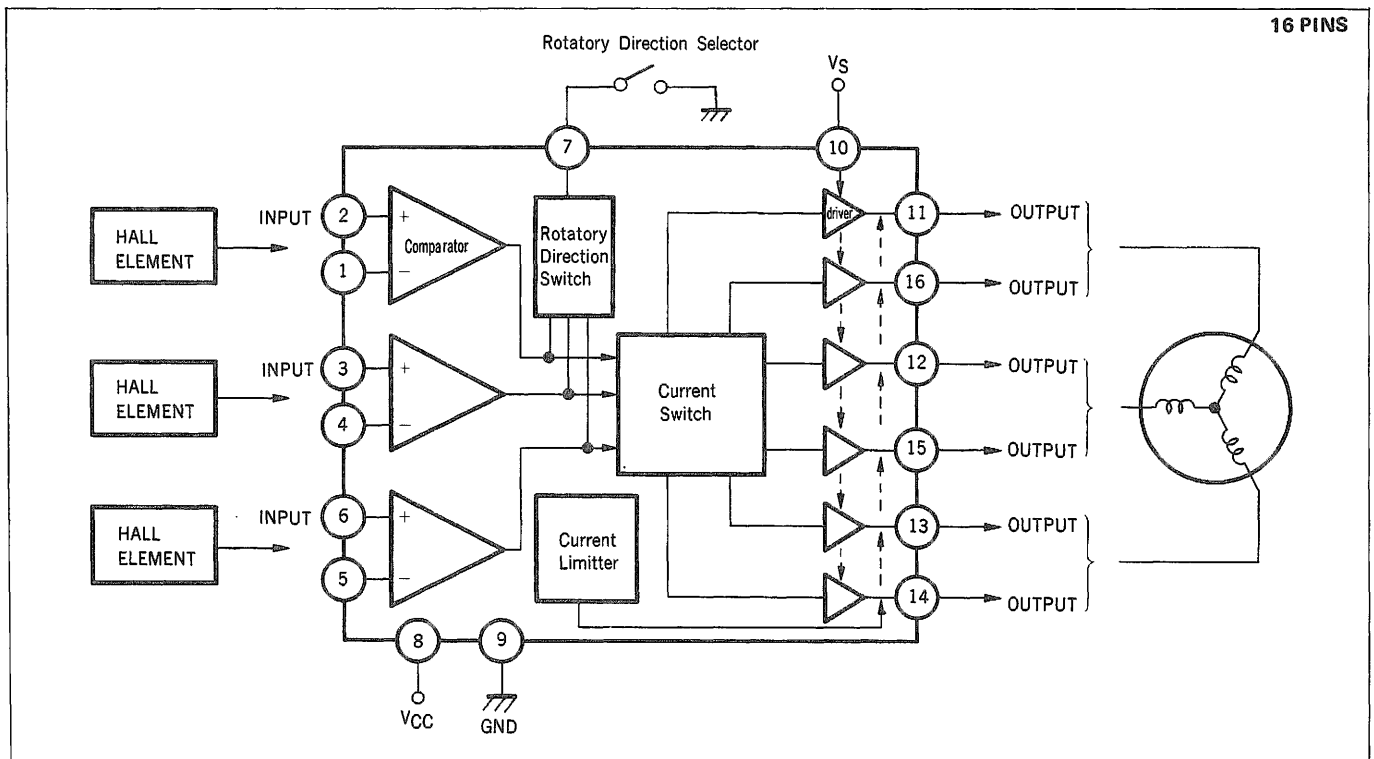 16 PINS
Rotatory Direction Selector
VS
7
10
HALL
ELEMENT
INPUT
2
+
Comparator
1
−
Rotatory
Direction
Switch
driver
11
OUTPUT
16
OUTPUT
HALL
ELEMENT
INPUT
3
+
4
−
Current
Switch
12
OUTPUT
15
OUTPUT
HALL
ELEMENT
INPUT
6
+
5
−
Current
Limitter
13
OUTPUT
14
OUTPUT
8
9
VCC
GND